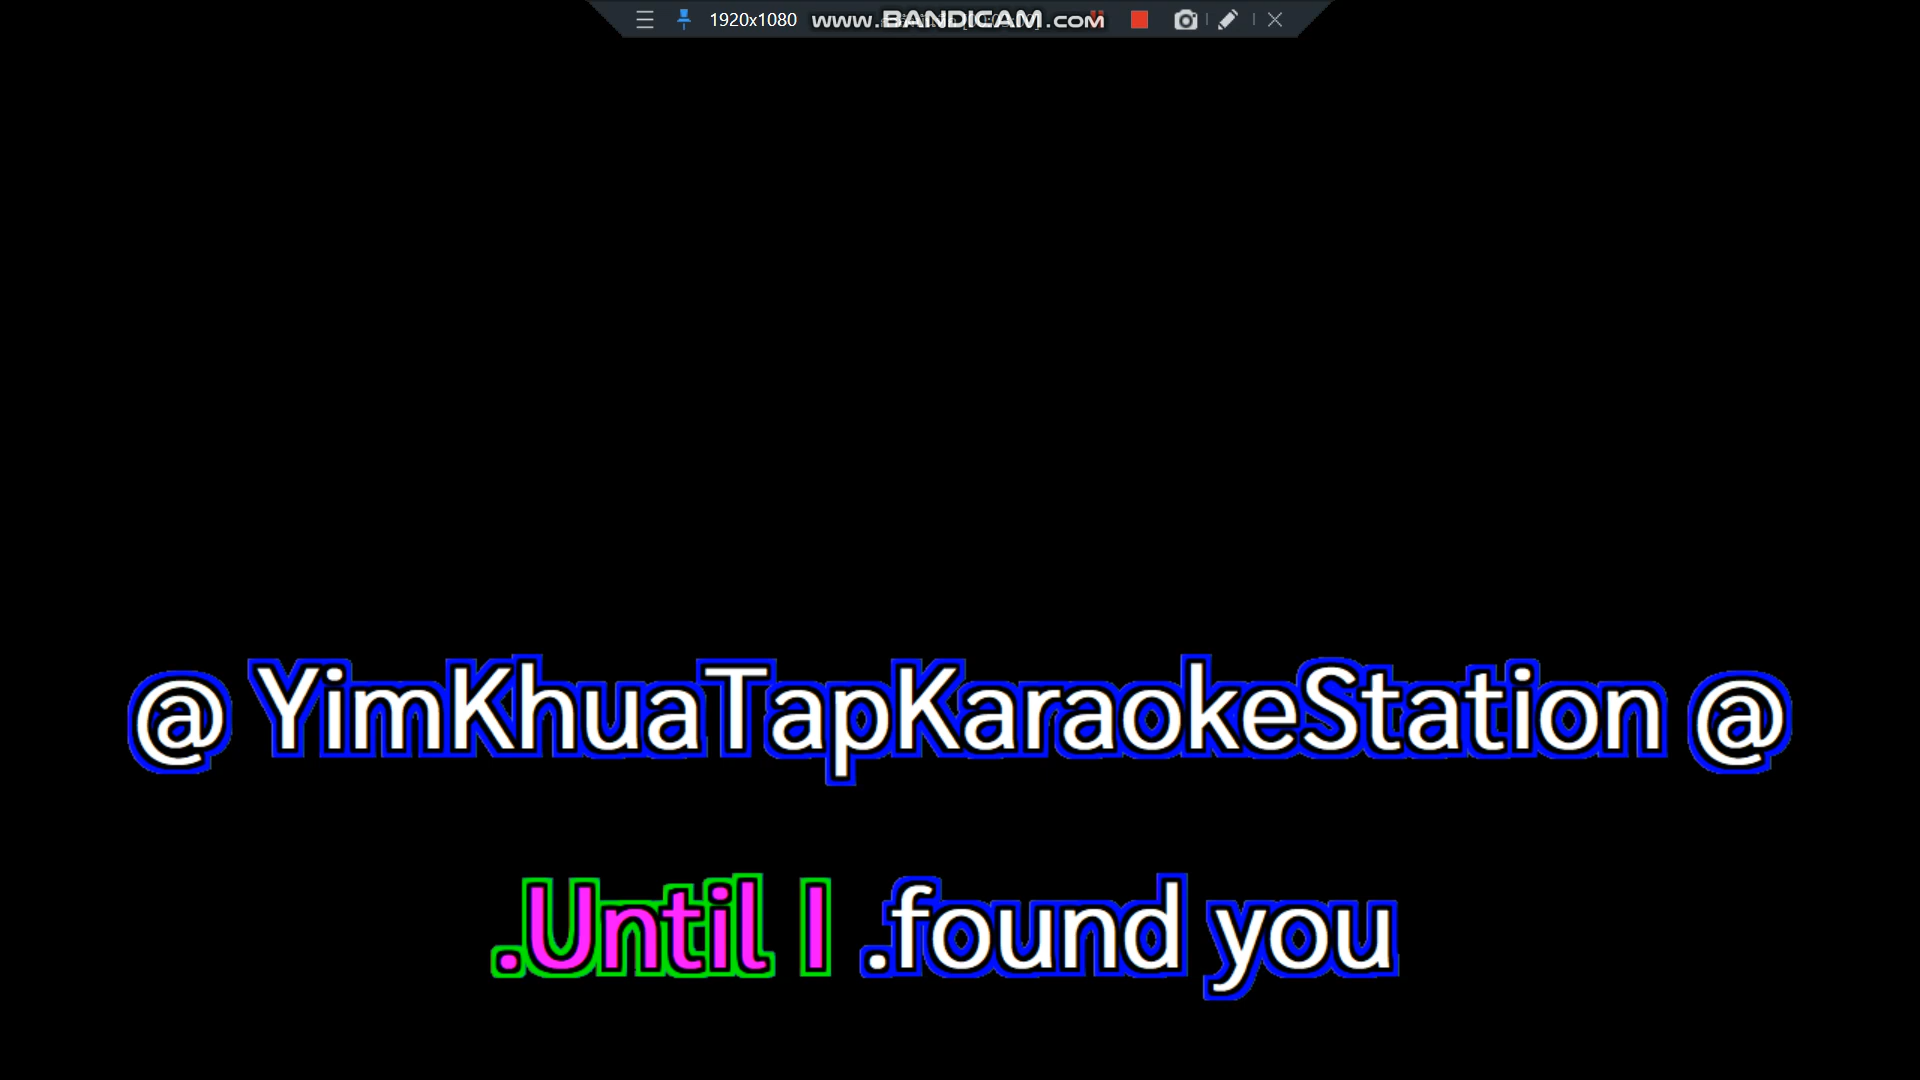 1920x1080 www.BANDICAM.com
@ YimKhuaTapKaraokeStation @
.Until I .found you